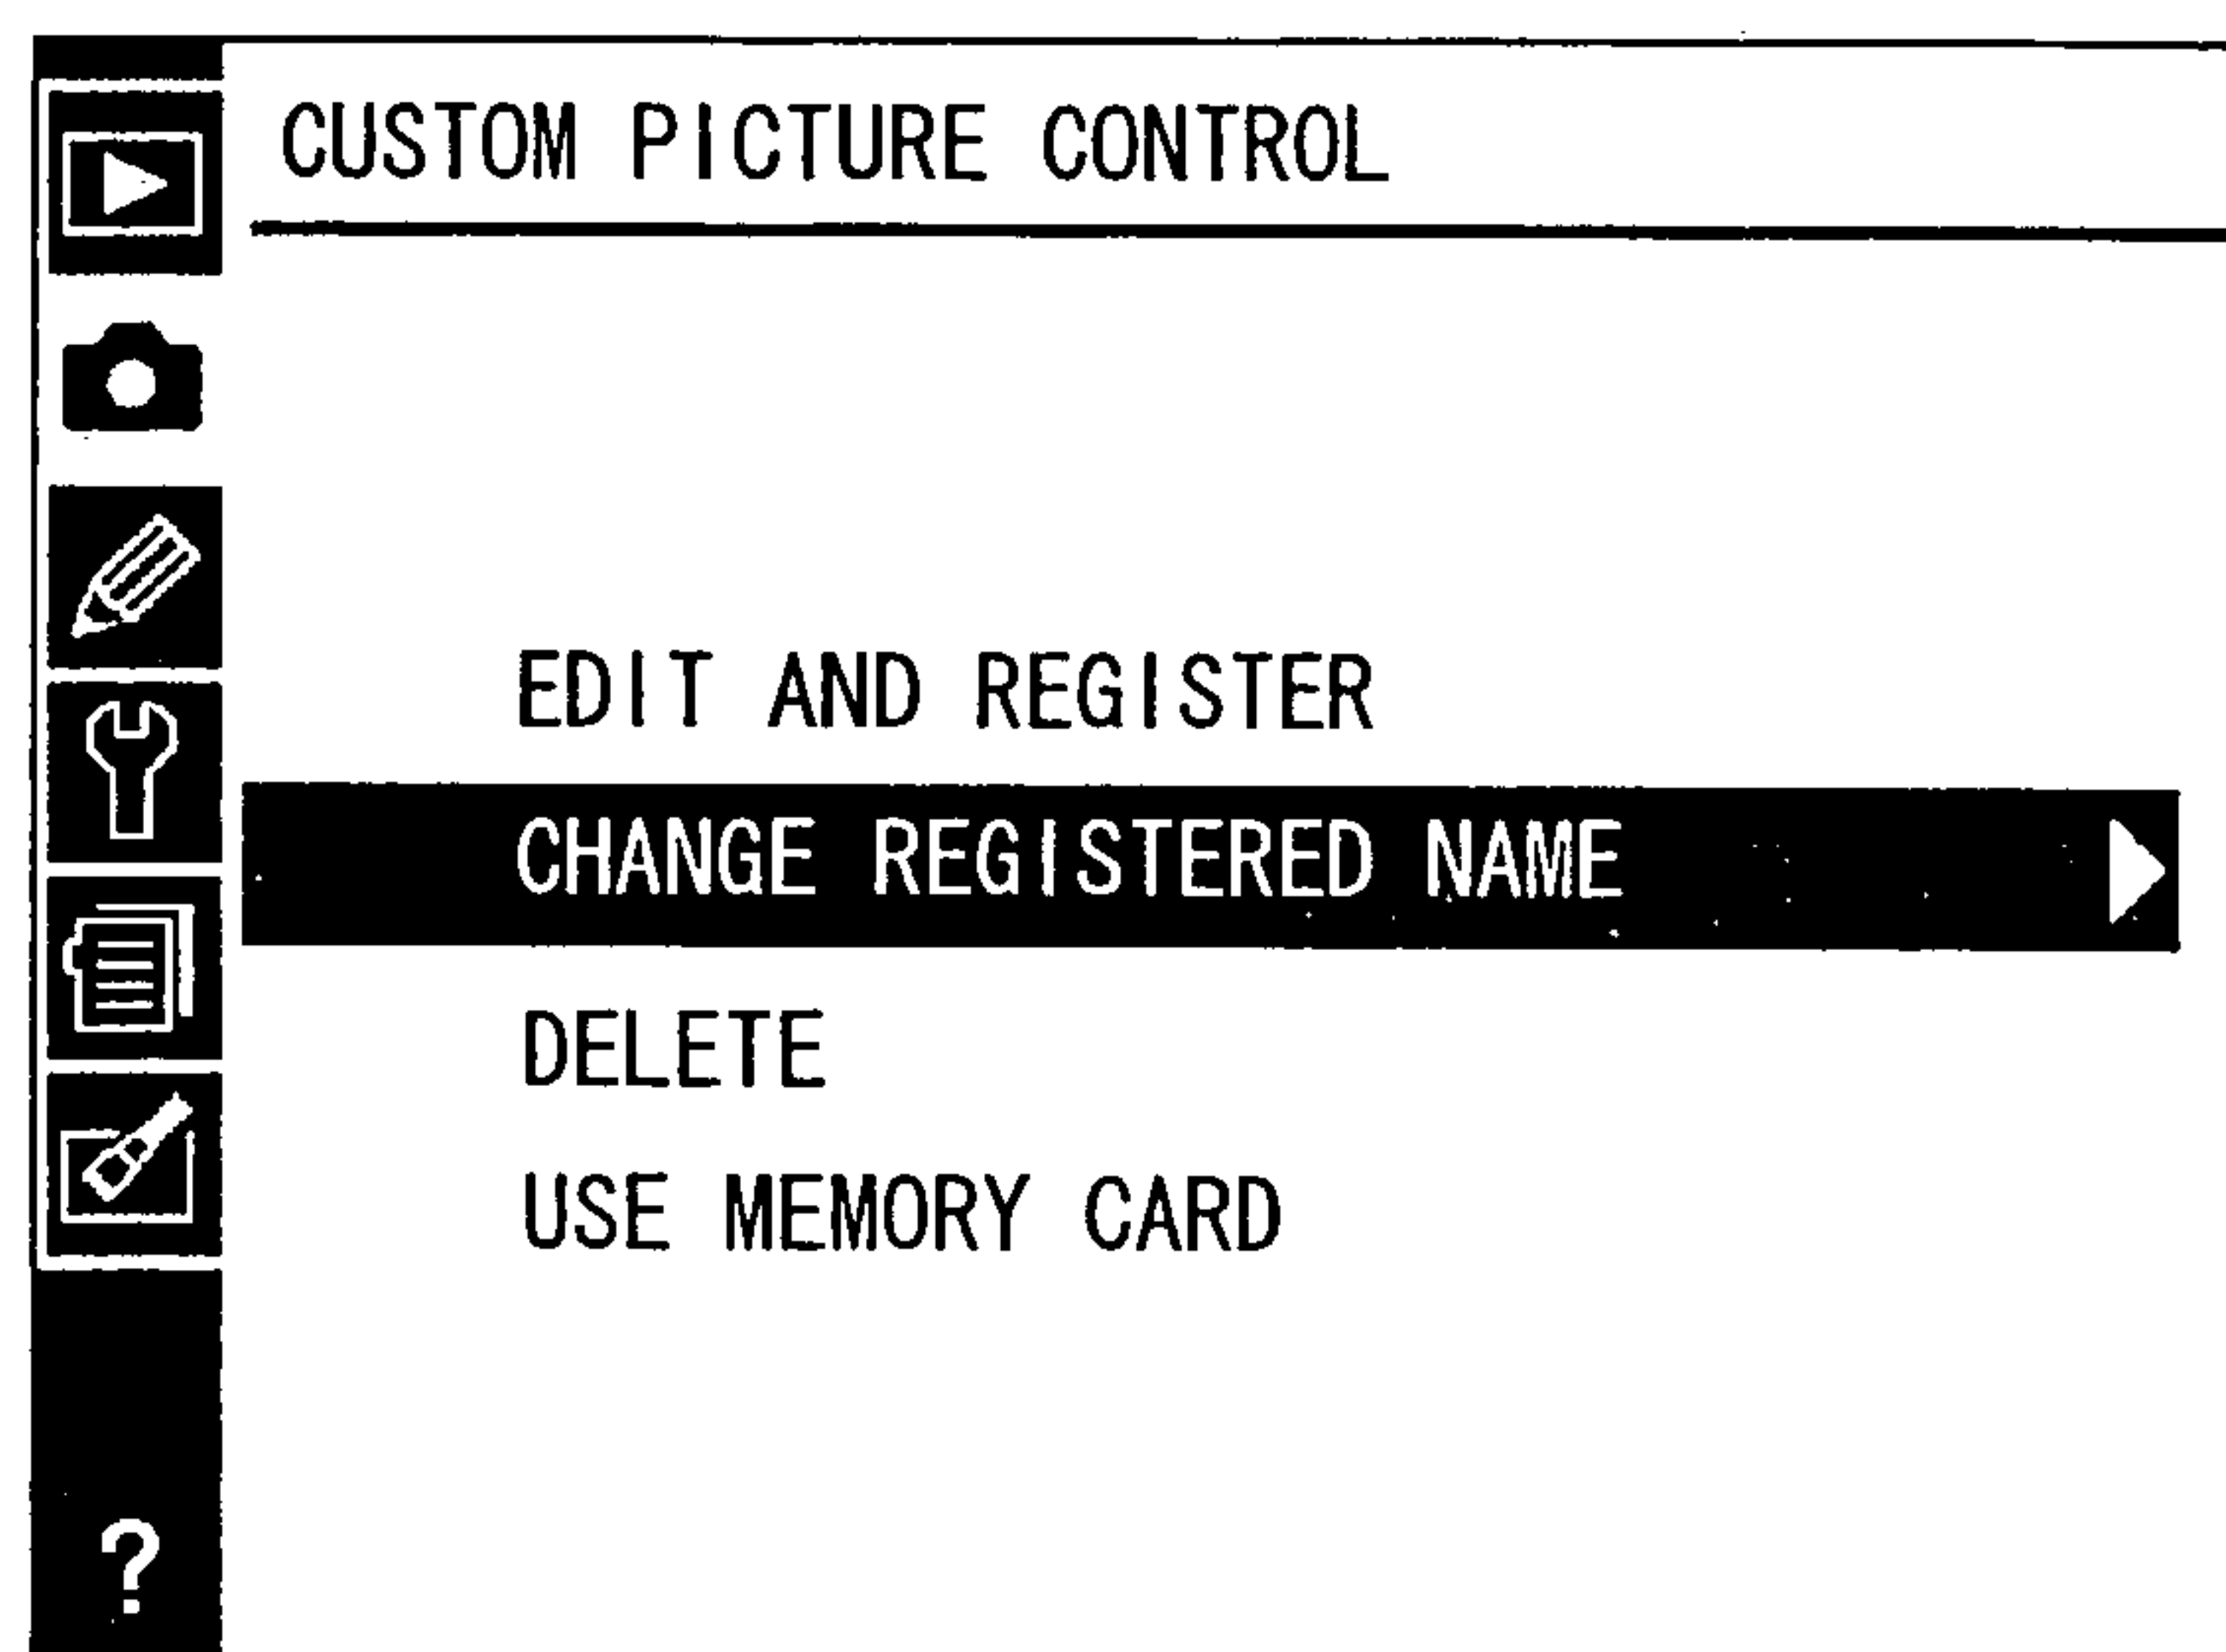 CUSTOM PICTURE CONTROL
EDIT AND REGISTER
CHANGE REGISTERED NAME
DELETE
USE MEMORY CARD
?